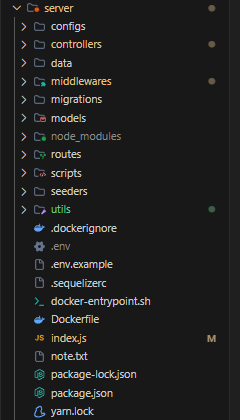 server
configs
controllers
data
middlewares
migrations
models
node_modules
routes
scripts
seeders
utils
.dockerignore
.env
.env.example
.sequelizerc
docker-entrypoint.sh
Dockerfile
JS index.js M
note.txt
package-lock.json
package.json
yarn.lock